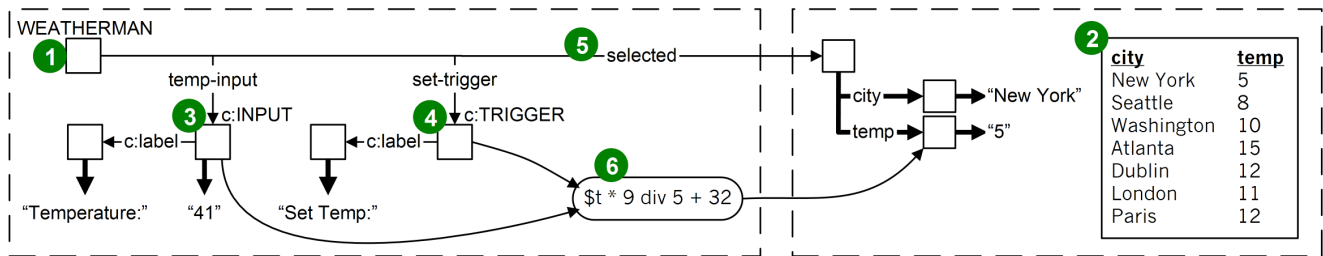 WEATHERMAN
1
5
selected
2
city temp
New York 5
Seattle 8
Washington 10
Atlanta 15
Dublin 12
London 11
Paris 12
temp-input
set-trigger
city
“New York”
3
c:INPUT
4
c:TRIGGER
temp
“5”
c:label
c:label
6
$t * 9 div 5 + 32
“Temperature:”
“41”
“Set Temp:”